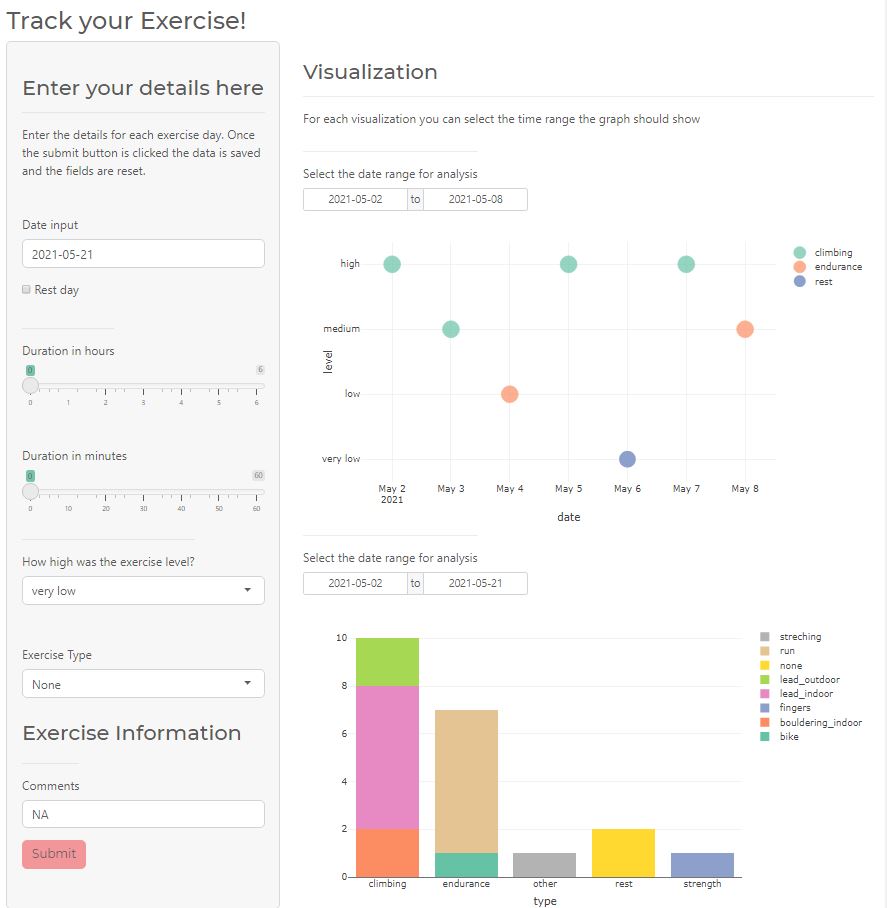 Track your Exercise!
Enter your details here
Enter the details for each exercise day. Once
the submit button is clicked the data is saved
and the fields are reset.
Date input
2021-05-21
Rest day
Duration in hours
0 6
0 1 2 3 4 5 6
Duration in minutes
0 60
0 10 20 30 40 50 60
How high was the exercise level?
very low
Exercise Type
None
Exercise Information
Comments
NA
Submit
Visualization
For each visualization you can select the time range the graph should show
Select the date range for analysis
2021-05-02 to 2021-05-08
high
medium
low
very low
level
May 2 May 3 May 4 May 5 May 6 May 7 May 8
2021
date
climbing
endurance
rest
Select the date range for analysis
2021-05-02 to 2021-05-21
10
8
6
4
2
0
climbing endurance other rest strength
type
streching
run
none
lead_outdoor
lead_indoor
fingers
bouldering_indoor
bike